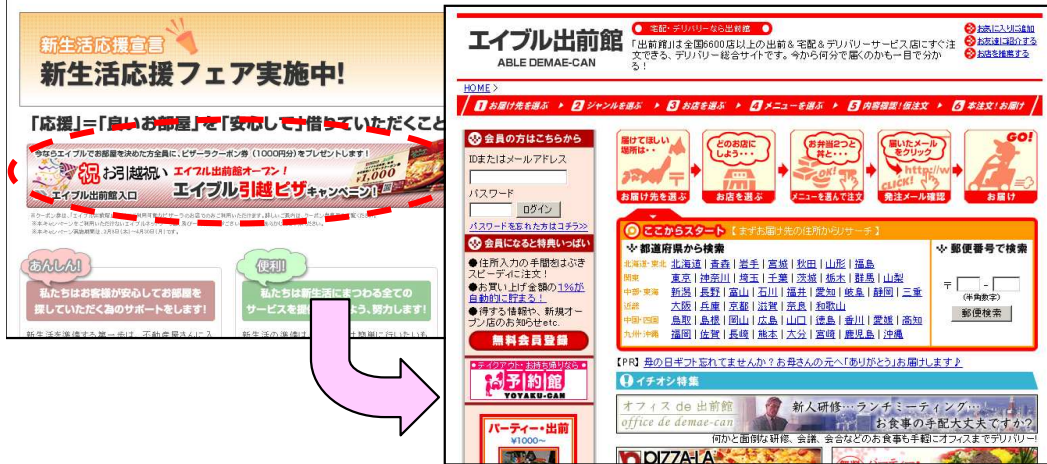 新生活応援宣言
新生活応援フェア実施中!
「応援」=「良いお部屋」を「安心して」借りていただくこと
今ならエイブルでお部屋を決めた方全員に、ピザーラクーポン券（1000円分）をプレゼントします！
祝 お引越祝い
エイブル出前館オープン！
エイブル引越ピザキャンペーン!
エイブル出前館入口
¥1,000
あんしん!
私たちはお客様が安心してお部屋を
探していただく為のサポートをします!
便利!
私たちは新生活にまつわる全ての
エイブル出前館
ABLE DEMAE-CAN
宅配・デリバリーなら出前館
「出前館」は全国6600店以上の出前&宅配&デリバリーサービス店にすぐ注
文できる、デリバリー総合サイトです。今から何分で届くのかも一目で分か
る!
お気に入りに追加
お友達に紹介する
お店を推薦する
HOME >
1 お届け先を選ぶ ▶ 2 ジャンルを選ぶ ▶ 3 お店を選ぶ ▶ 4 メニューを選ぶ ▶ 5 内容確認!仮注文 ▶ 6 本注文!お届け
会員の方はこちらから
IDまたはメールアドレス
パスワード
ログイン
パスワードを忘れた方はコチラ>>
会員になると特典いっぱい
●住所入力の手間をはぶき
スピーディに注文!
●お買い上げ金額の1%が
自動的に貯まる!
●得する情報や、新規オー
プン店のお知らせetc.
無料会員登録
●テイクアウト・お持ち帰りなら●
予約館
YOYAKU-CAN
パーティー・出前
¥1000~
届けてほしい
場所は・・
お届け先を選ぶ
どのお店に
しよう・・
お店を選ぶ
お弁当2つと
丼と・・・
OK!
メニューを選んで注文
届いたメール
をクリック
http://w
CLICK!
発注メール確認
GO!
お届け
ここからスタート【まずお届け先の住所からリサーチ】
都道府県から検索
北海道・東北 北海道 | 青森 | 岩手 | 宮城 | 秋田 | 山形 | 福島
関東 東京 | 神奈川 | 埼玉 | 千葉 | 茨城 | 栃木 | 群馬 | 山梨
中部・東海 新潟 | 長野 | 富山 | 石川 | 福井 | 愛知 | 岐阜 | 静岡 | 三重
近畿 大阪 | 兵庫 | 京都 | 滋賀 | 奈良 | 和歌山
中国・四国 鳥取 | 島根 | 岡山 | 広島 | 山口 | 徳島 | 香川 | 愛媛 | 高知
九州・沖縄 福岡 | 佐賀 | 長崎 | 熊本 | 大分 | 宮崎 | 鹿児島 | 沖縄
郵便番号で検索
〒 -
(半角数字)
郵便検索
【PR】母の日ギフト忘れてませんか?お母さんの元へ「ありがとう」お届けします♪
イチオシ特集
オフィス de 出前館
office de demae-can
新人研修…ランチミーティング…
お食事の手配大丈夫ですか?
何かと面倒な研修、会議、会合などのお食事も手軽にオフィスまでデリバリー!
PIZZA-LA